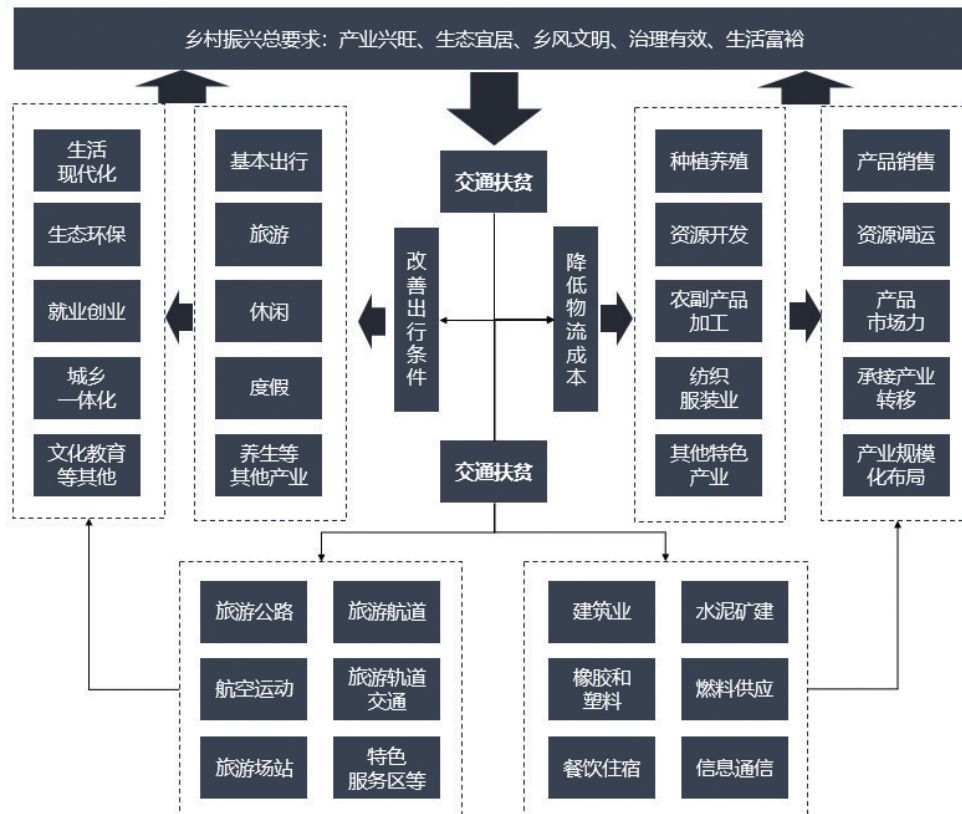 乡村振兴总要求：产业兴旺、生态宜居、乡风文明、治理有效、生活富裕
生活
现代化
生态环保
就业创业
城乡
一体化
文化教育
等其他
基本出行
旅游
休闲
度假
养生等
其他产业
交通扶贫
改善出行条件
降低物流成本
交通扶贫
种植养殖
资源开发
农副产品
加工
纺织
服装业
其他特色
产业
产品销售
资源调运
产品
市场力
承接产业
转移
产业规模
化布局
旅游公路
旅游航道
航空运动
旅游轨道
交通
旅游场站
特色
服务区等
建筑业
水泥矿建
橡胶和
塑料
燃料供应
餐饮住宿
信息通信